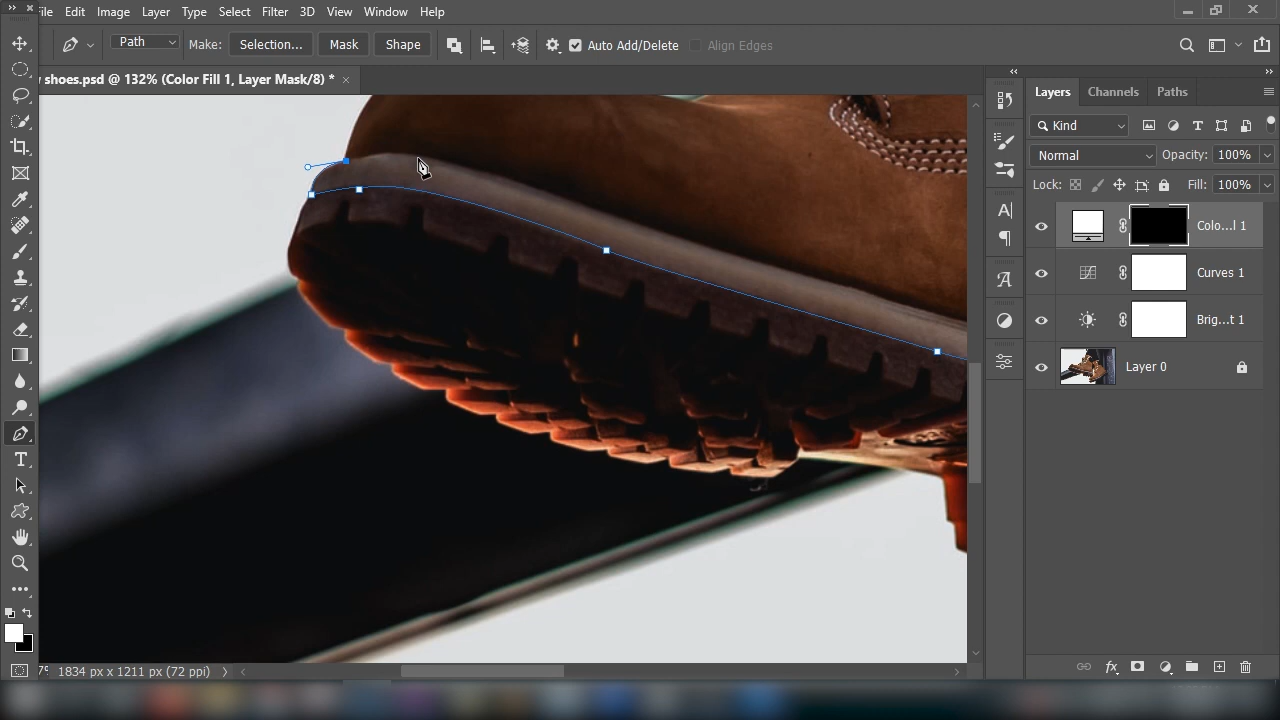 ile Edit Image Layer Type Select Filter 3D View Window Help
Path Make: Selection... Mask Shape Auto Add/Delete Align Edges
shoes.psd @ 132% (Color Fill 1, Layer Mask/8) *
Layers Channels Paths
Kind
Normal Opacity: 100%
Lock: Fill: 100%
Colo...l 1
Curves 1
Brig...t 1
Layer 0
1834 px x 1211 px (72 ppi)